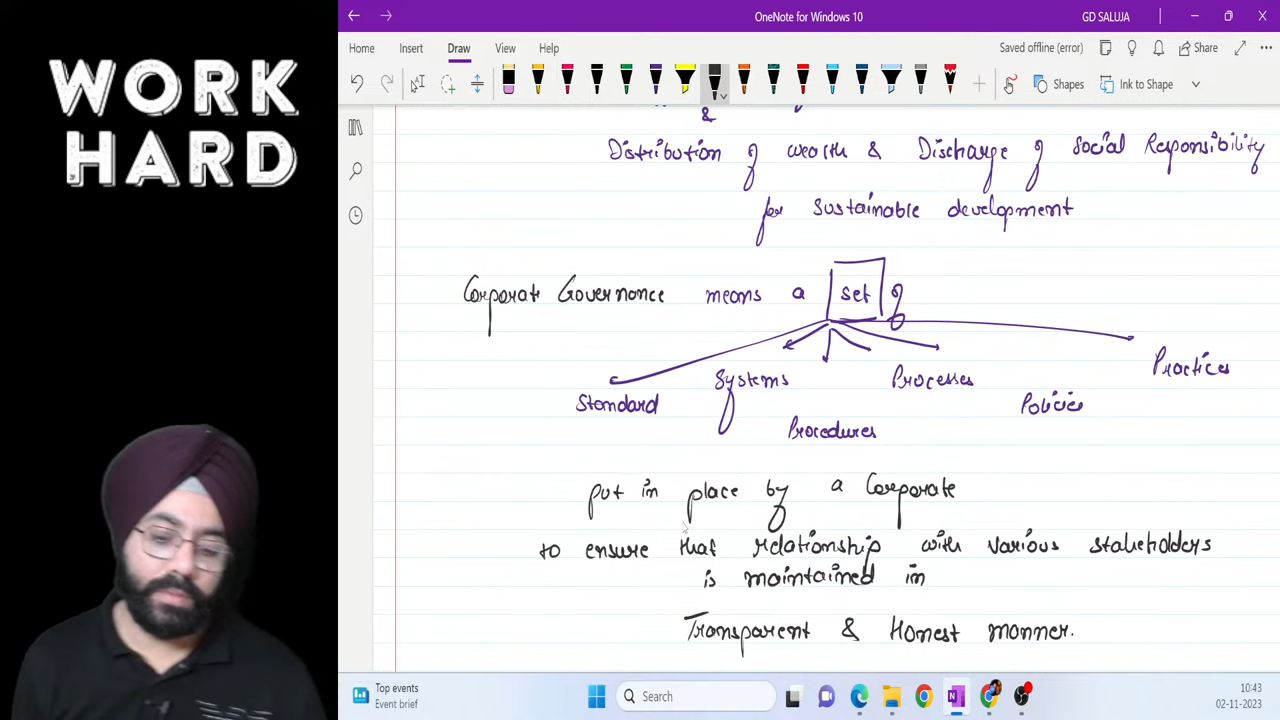 WORK
HARD
OneNote for Windows 10
GD SALUJA
Home Insert Draw View Help
Saved offline (error)
Share
Shapes
Ink to Shape
&
Distribution of wealth & Discharge of Social Responsibility
for sustainable development
Corporate Governance means a set of
Practices
Systems Processes
Standard Policies
Procedures
put in place by a Corporate
to ensure that relationship with various stakeholders
is maintained in
Transparent & Honest manner.
Top events
Event brief
Search
10:43
02-11-2023